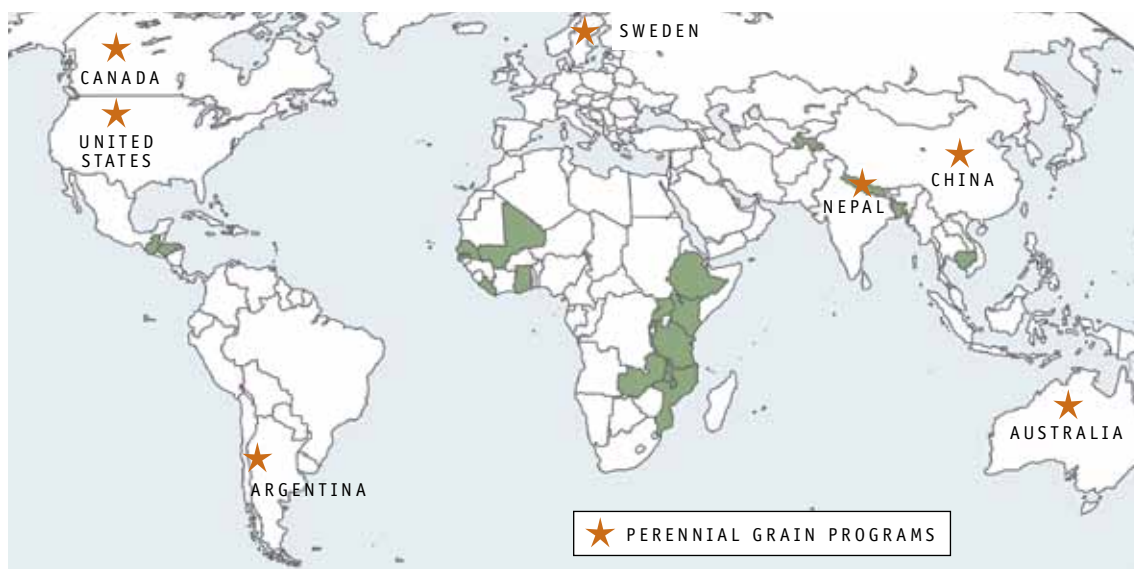 SWEDEN
CANADA
UNITED
STATES
CHINA
NEPAL
AUSTRALIA
ARGENTINA
PERENNIAL GRAIN PROGRAMS